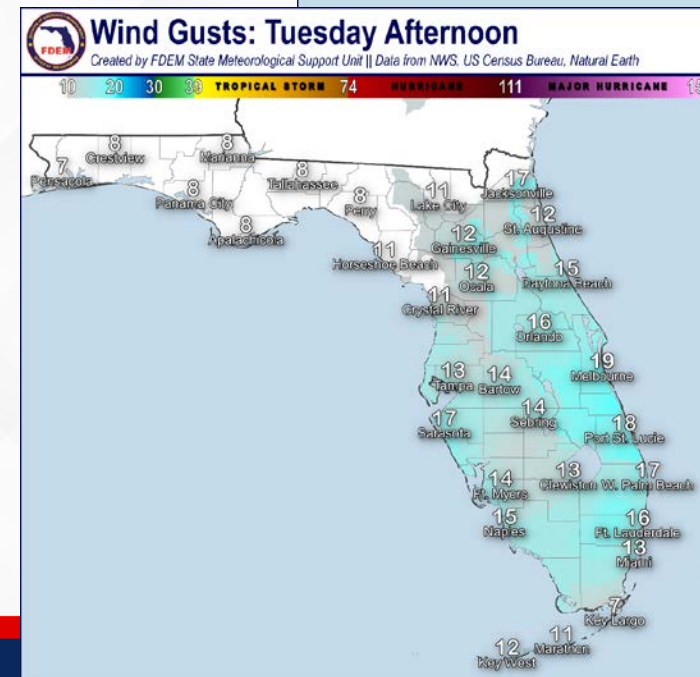 Wind Gusts: Tuesday Afternoon
FDEM
Created by FDEM State Meteorological Support Unit || Data from NWS, US Census Bureau, Natural Earth
10 20 30 39 TROPICAL STORM 74 HURRICANE 111 MAJOR HURRICANE
8
Crestview
8
Marianna
7
Pensacola
8
Tallahassee
17
Jacksonville
8
Panama City
8
Perry
11
Lake City
12
St. Augustine
8
Apalachicola
12
Gainesville
11
Horseshoe Beach
12
Ocala
15
Daytona Beach
11
Crystal River
16
Orlando
19
Melbourne
13
Tampa
14
Bartow
17
Sarasota
14
Sebring
18
Port St. Lucie
14
Ft. Myers
13
Clewiston
17
W. Palm Beach
15
Naples
16
Ft. Lauderdale
13
Miami
7
Key Largo
11
Marathon
12
Key West